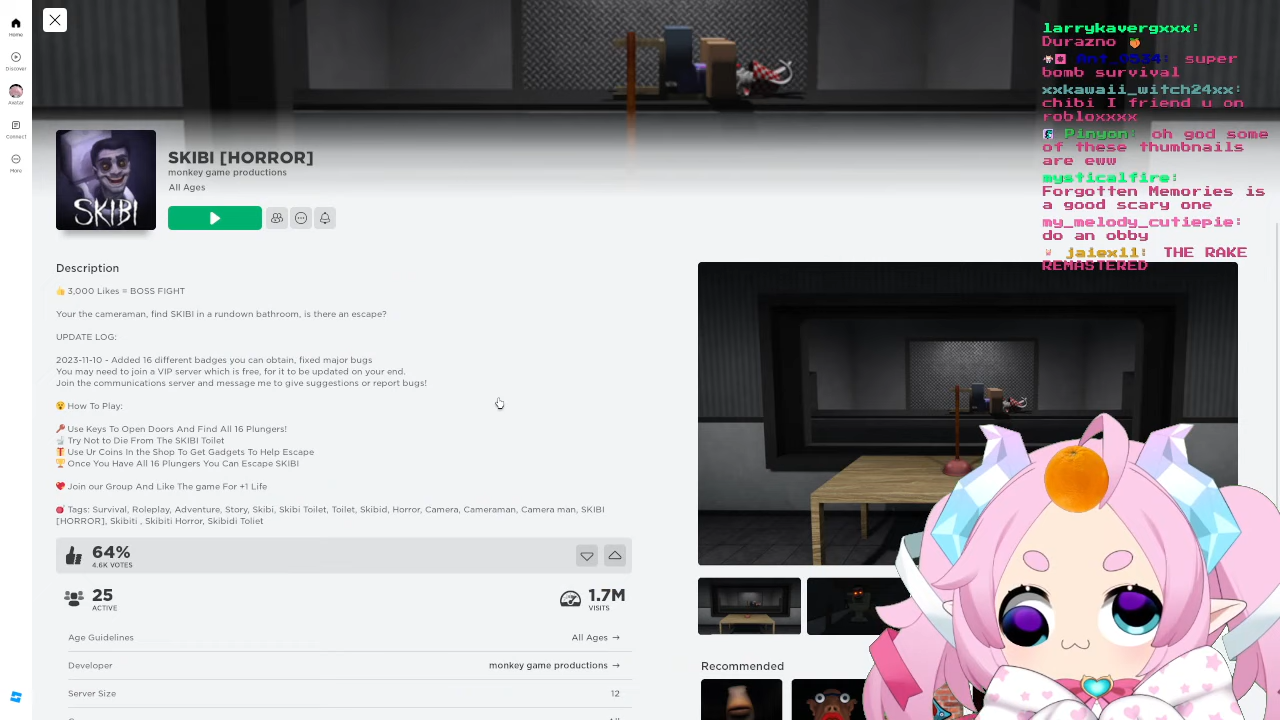 Home
Discover
Avatar
Connect
More
SKIBI [HORROR]
monkey game productions
All Ages
SKIBI
Description
👍 3,000 Likes = BOSS FIGHT
Your the cameraman, find SKIBI in a rundown bathroom, is there an escape?
UPDATE LOG:
2023-11-10 - Added 16 different badges you can obtain, fixed major bugs
You may need to join a VIP server which is free, for it to be updated on your end.
Join the communications server and message me to give suggestions or report bugs!
😲 How To Play:
🔑 Use Keys To Open Doors And Find All 16 Plungers!
🚽 Try Not to Die From The SKIBI Toilet
🎁 Use Ur Coins In the Shop To Get Gadgets To Help Escape
🏆 Once You Have All 16 Plungers You Can Escape SKIBI
❤️ Join our Group And Like The game For +1 Life
🎯 Tags: Survival, Roleplay, Adventure, Story, Skibi, Skibi Toilet, Toilet, Skibid, Horror, Camera, Cameraman, Camera man, SKIBI
[HORROR], Skibiti , Skibiti Horror, Skibidi Toliet
64%
4.6K VOTES
25
ACTIVE
1.7M
VISITS
Age Guidelines
All Ages →
Developer
monkey game productions →
Server Size
12
Recommended
larrykavergxxx:
Durazno 🍑
Ant_0534: super
bomb survival
xxkawaii_witch24xx:
chibi I friend u on
robloxxxx
Pinyon: oh god some
of these thumbnails
are eww
mysticalfire:
Forgotten Memories is
a good scary one
my_melody_cutiepie:
do an obby
jaiex11: THE RAKE
REMASTERED